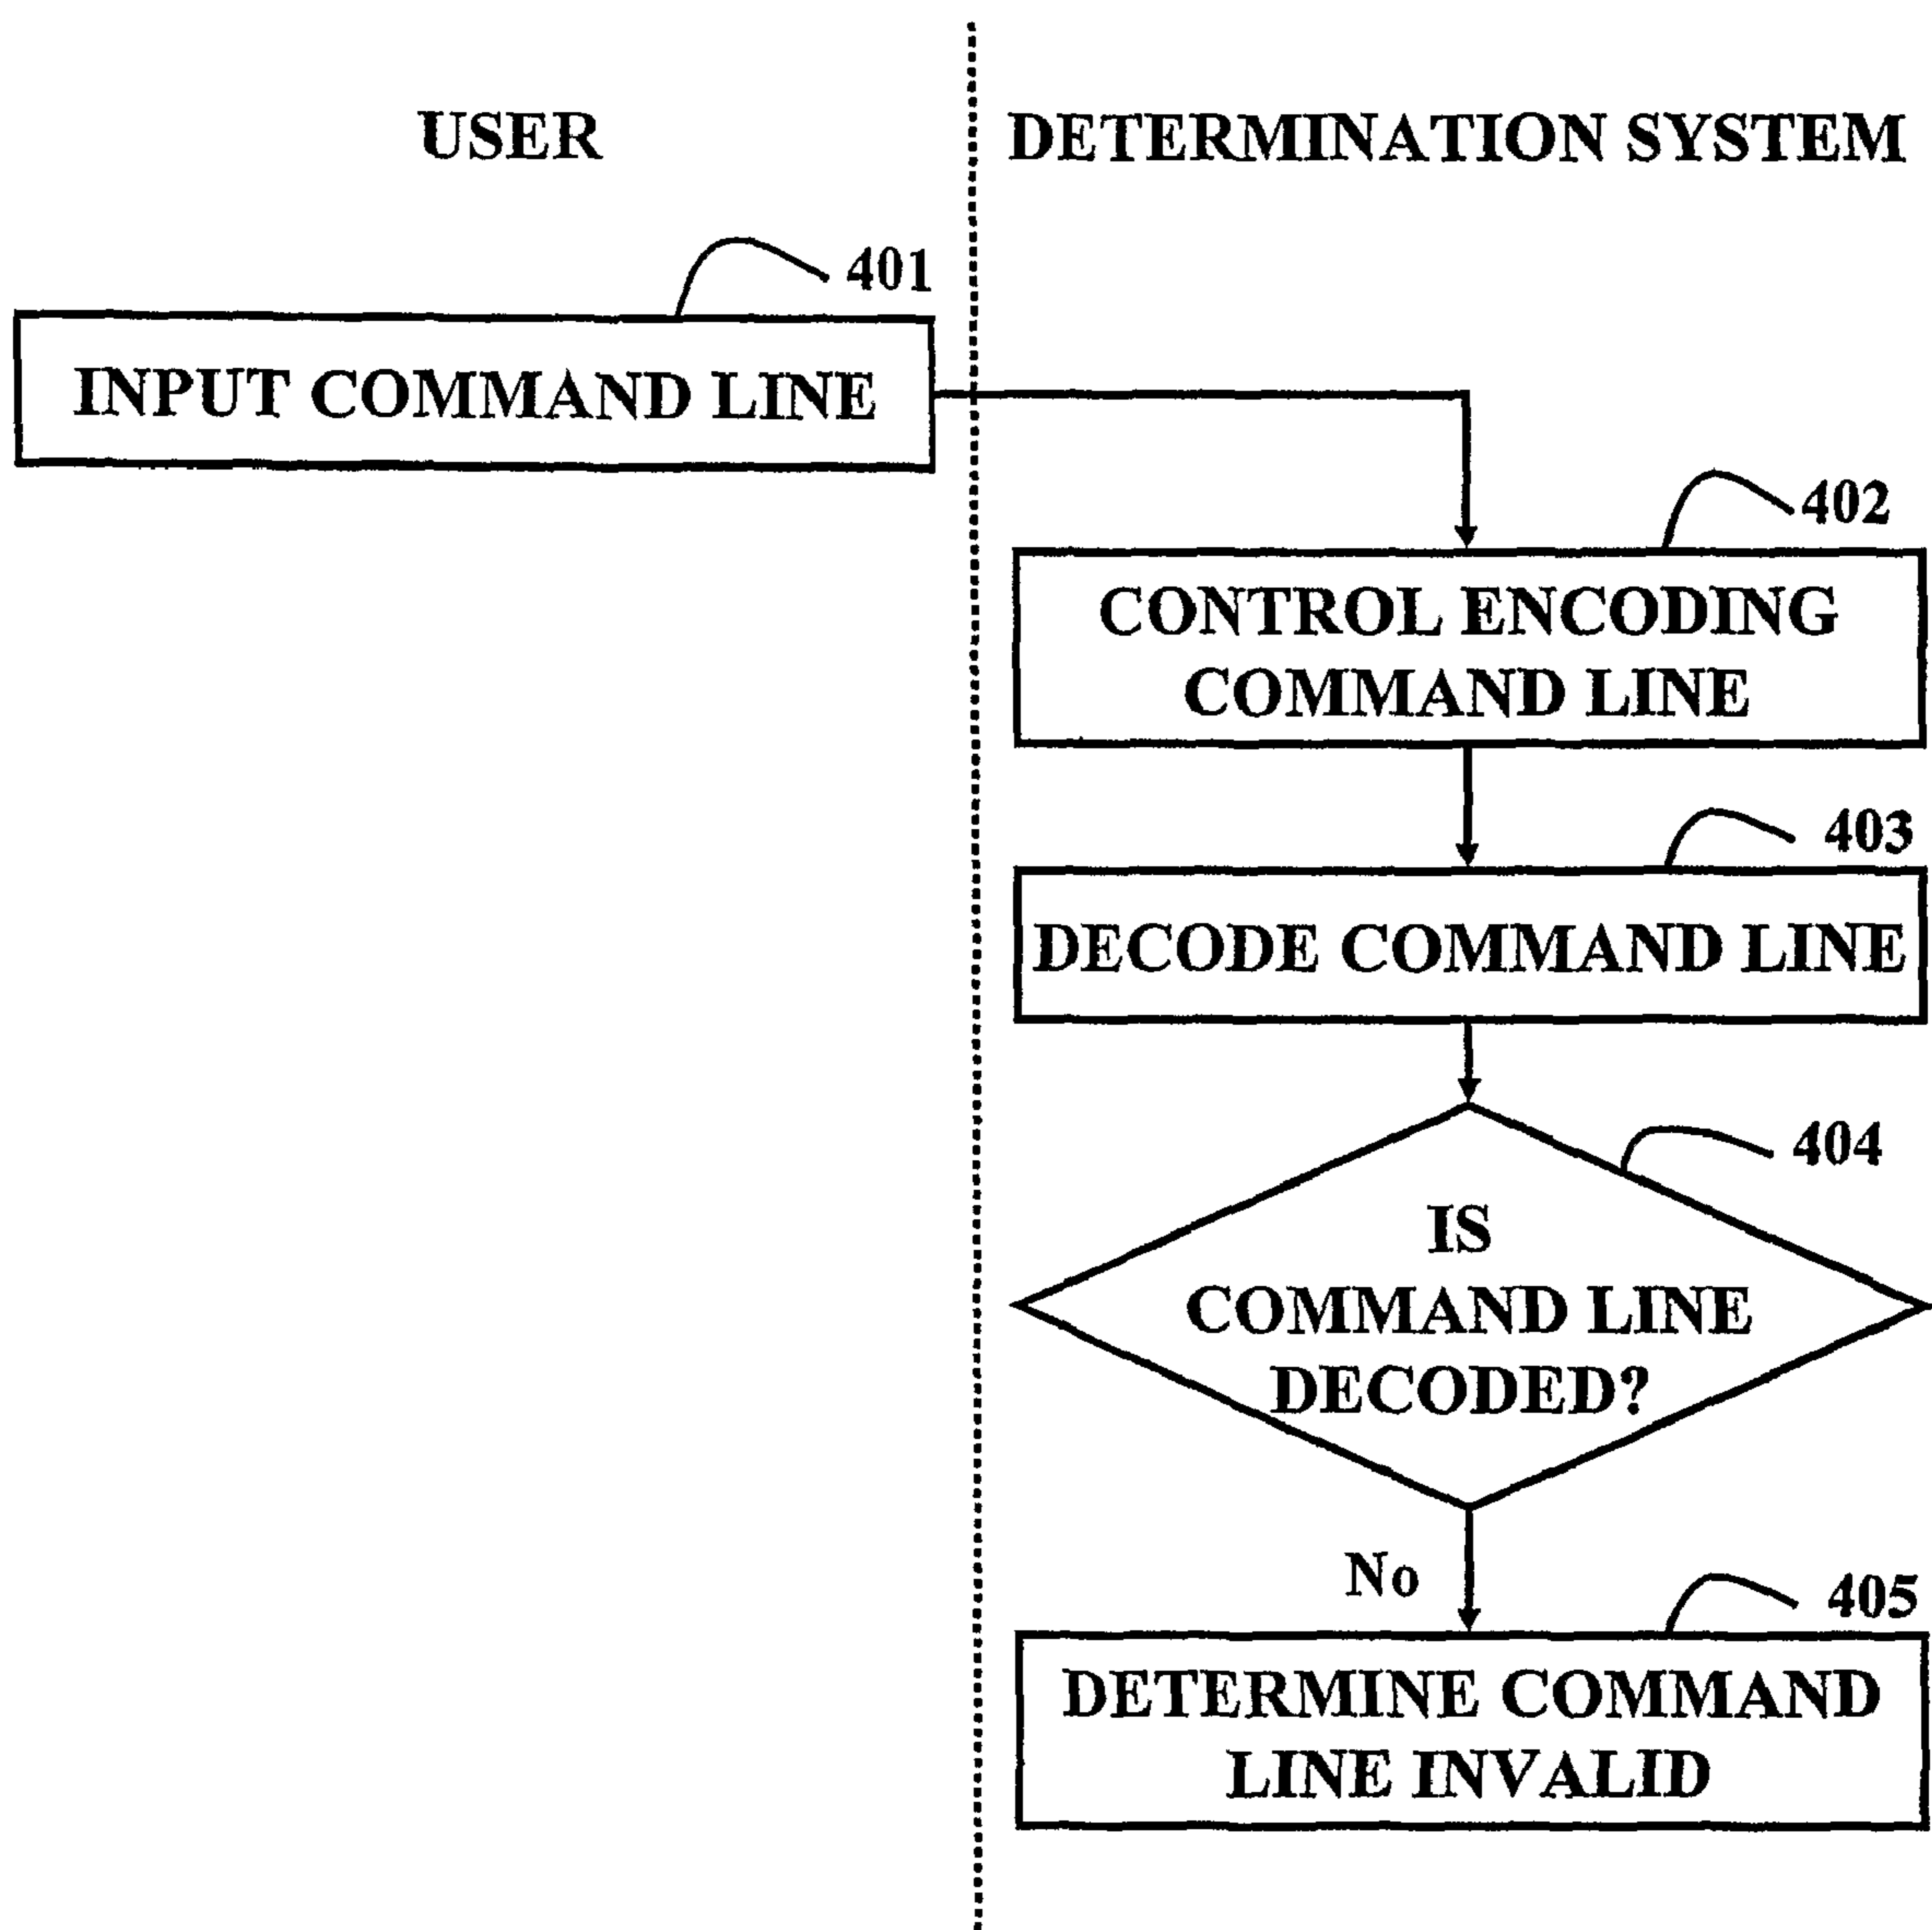 USER
DETERMINATION SYSTEM
401
INPUT COMMAND LINE
402
CONTROL ENCODING
COMMAND LINE
403
DECODE COMMAND LINE
404
IS
COMMAND LINE
DECODED?
No
405
DETERMINE COMMAND
LINE INVALID